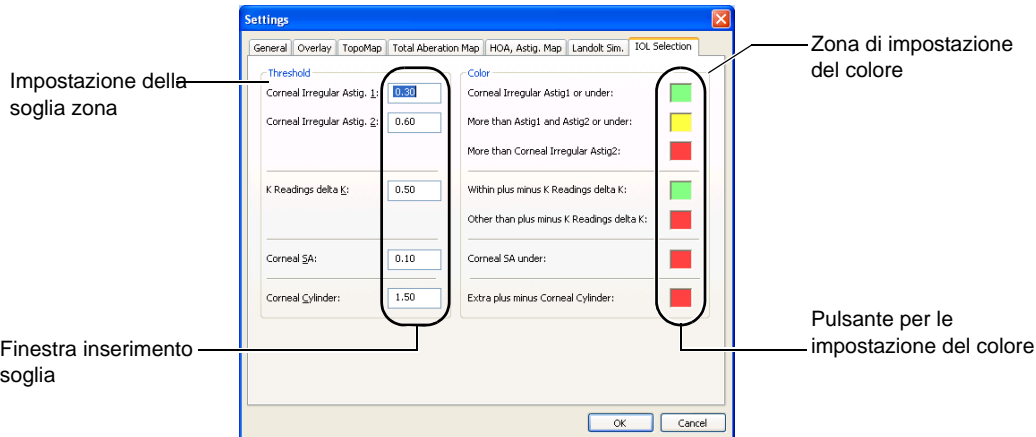 Settings
General Overlay TopoMap Total Aberation Map HOA, Astig. Map Landolt Sim. IOL Selection
Zona di impostazione
del colore
Impostazione della
soglia zona
Threshold
Corneal Irregular Astig. 1: 0.30
Corneal Irregular Astig. 2: 0.60
K Readings delta K: 0.50
Corneal SA: 0.10
Corneal Cylinder: 1.50
Color
Corneal Irregular Astig1 or under:
More than Astig1 and Astig2 or under:
More than Corneal Irregular Astig2:
Within plus minus K Readings delta K:
Other than plus minus K Readings delta K:
Corneal SA under:
Extra plus minus Corneal Cylinder:
Finestra inserimento
soglia
Pulsante per le
impostazione del colore
OK Cancel